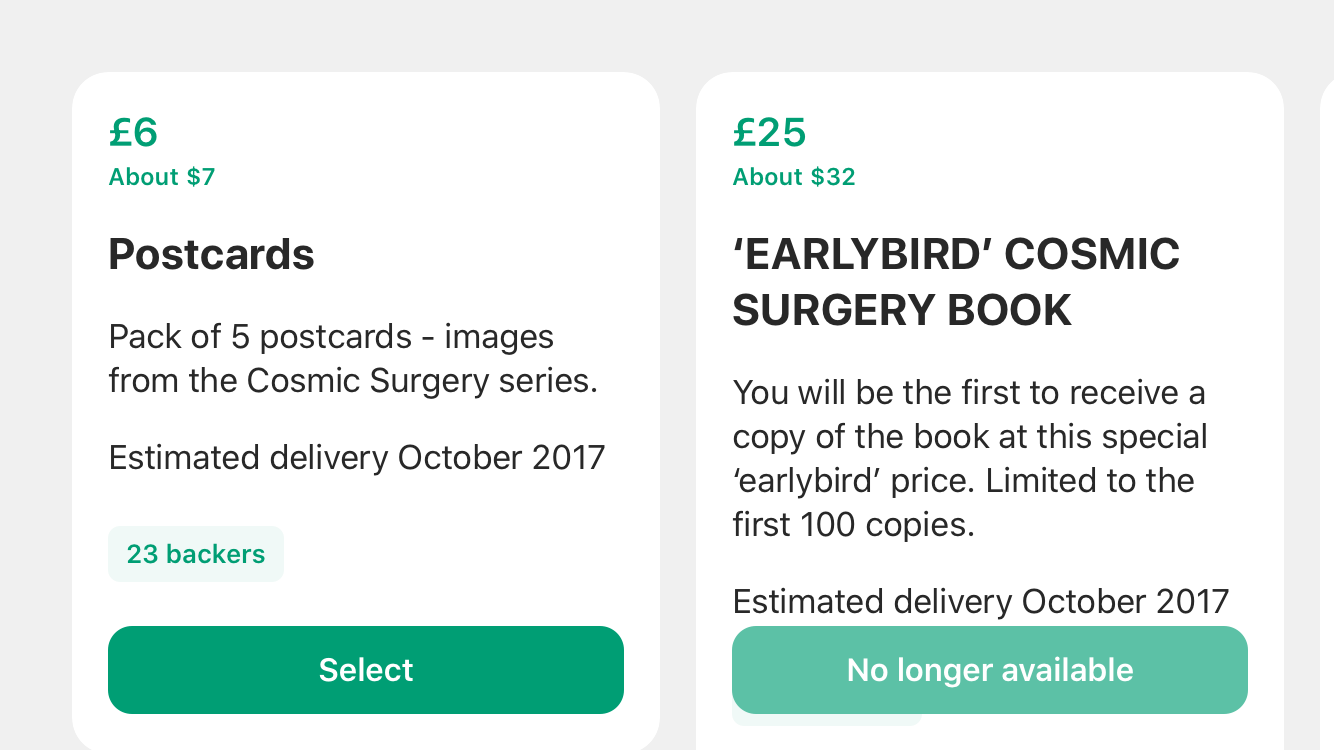 £6
About $7
Postcards
Pack of 5 postcards - images
from the Cosmic Surgery series.
Estimated delivery October 2017
23 backers
Select
£25
About $32
‘EARLYBIRD’ COSMIC
SURGERY BOOK
You will be the first to receive a
copy of the book at this special
‘earlybird’ price. Limited to the
first 100 copies.
Estimated delivery October 2017
No longer available